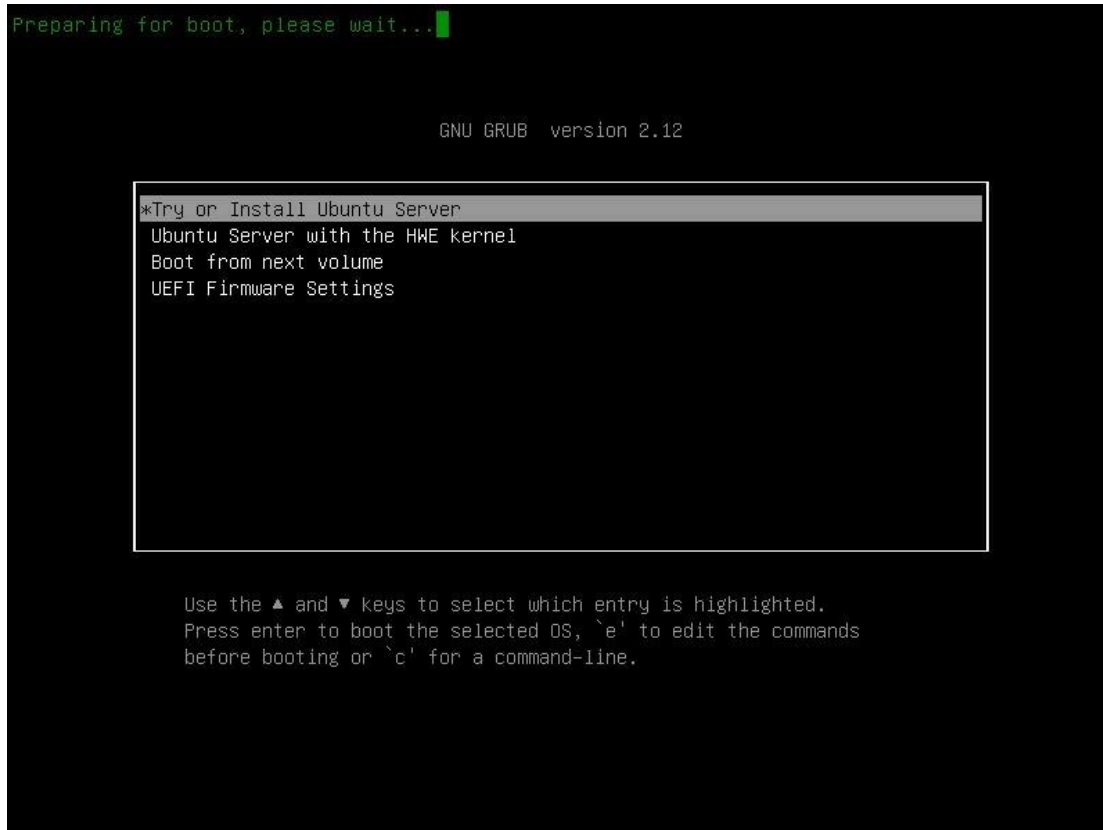 Preparing for boot, please wait...
GNU GRUB version 2.12
*Try or Install Ubuntu Server
Ubuntu Server with the HWE kernel
Boot from next volume
UEFI Firmware Settings
Use the ▲ and ▼ keys to select which entry is highlighted.
Press enter to boot the selected OS, `e' to edit the commands
before booting or `c' for a command-line.